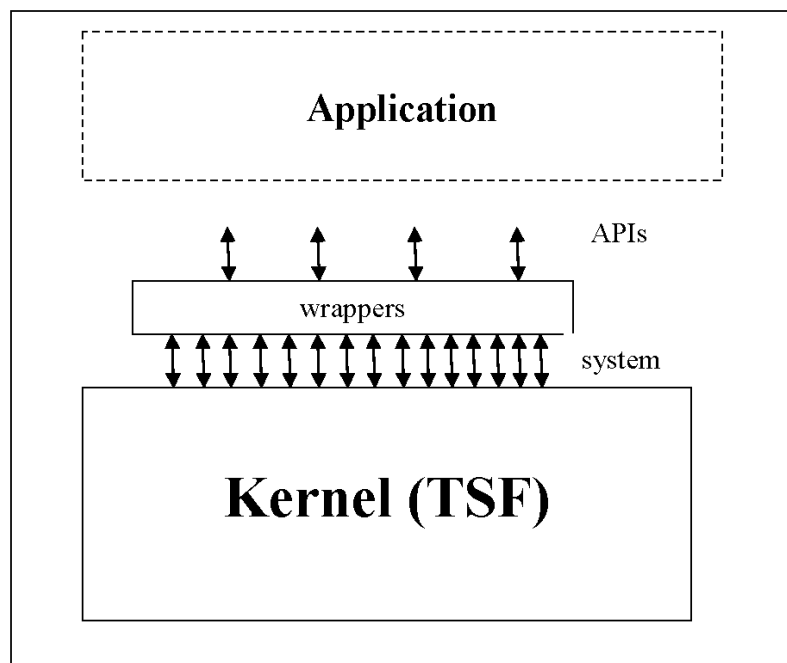 Application
APIs
wrappers
system
Kernel (TSF)